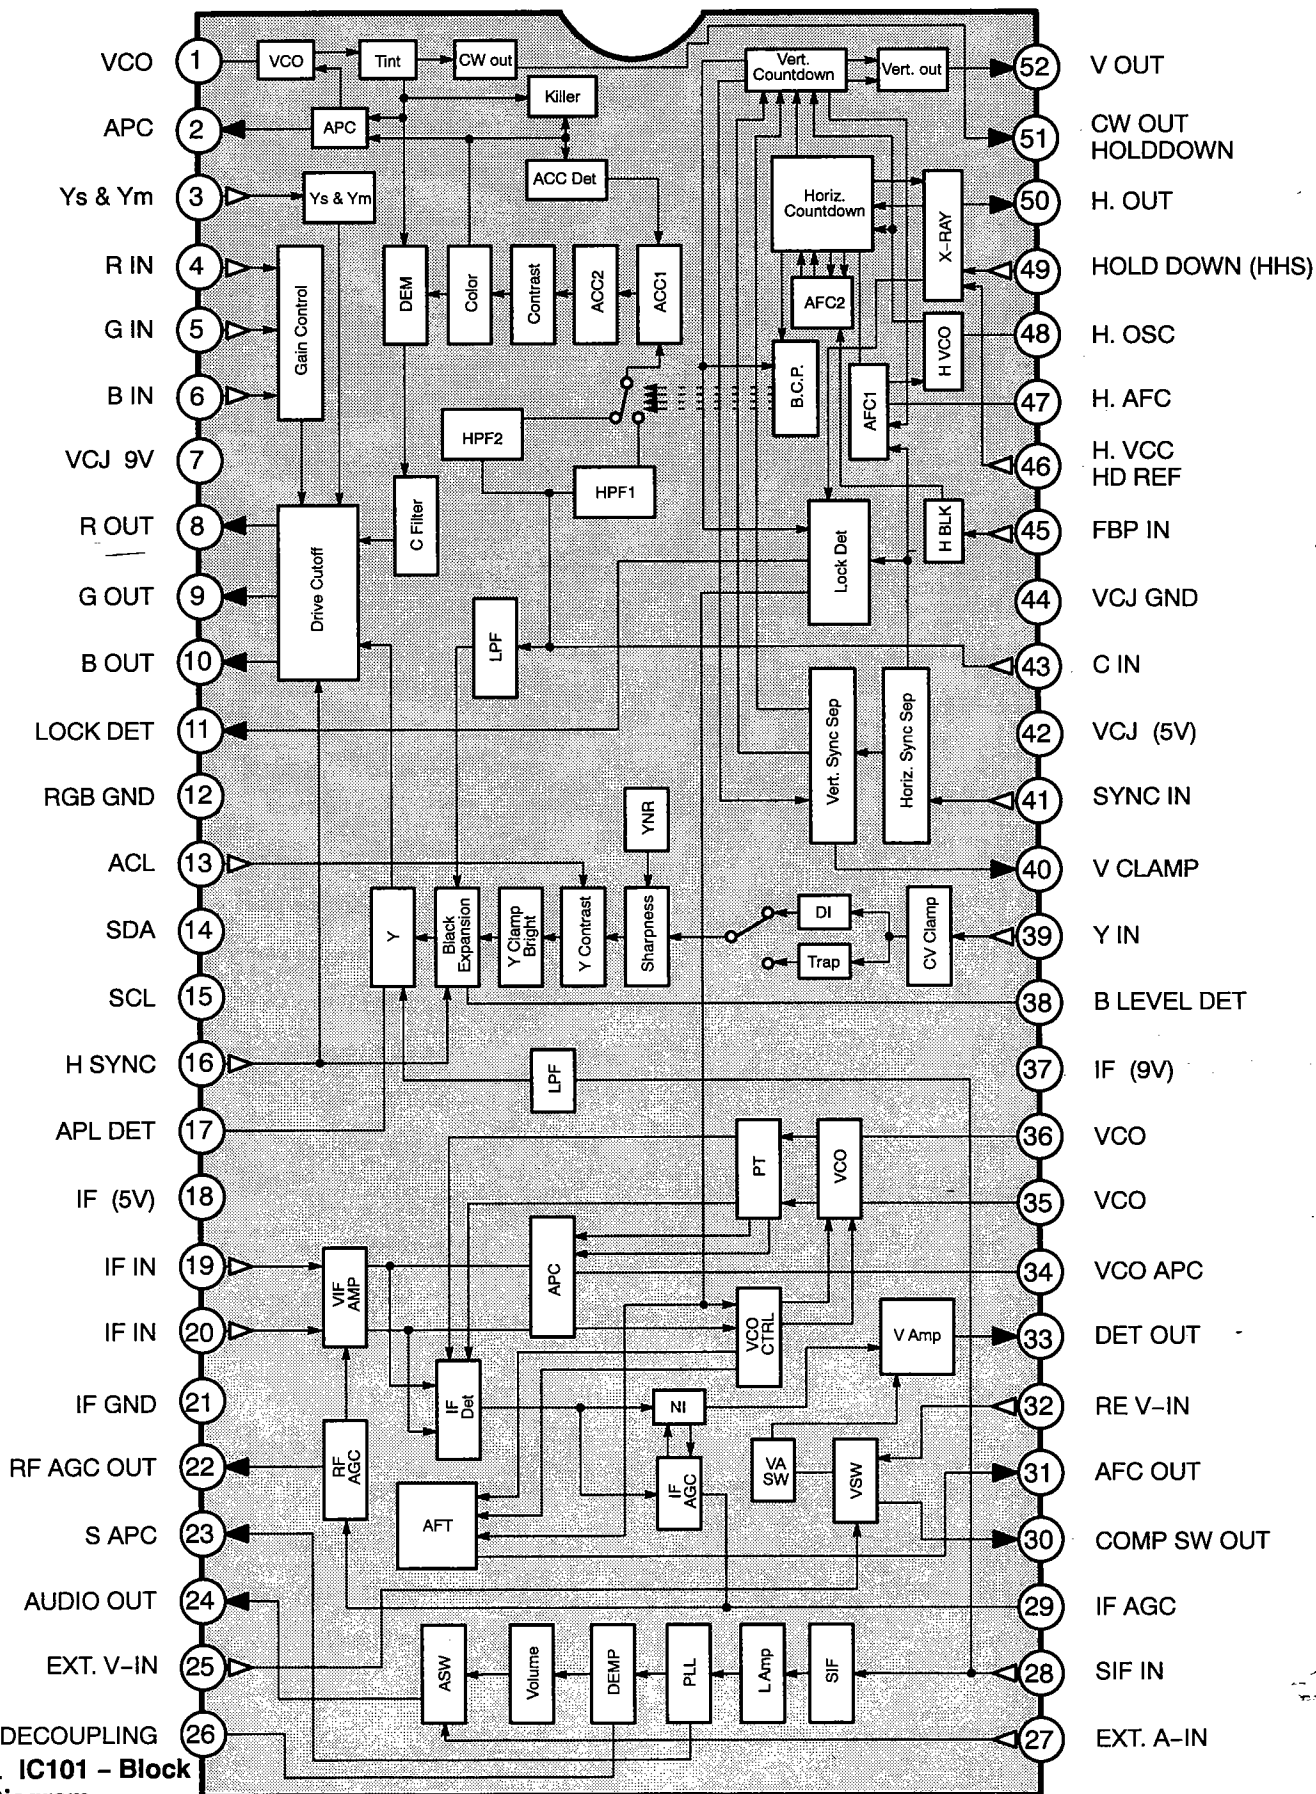 VCO 1
APC 2
Ys & Ym 3
R IN 4
G IN 5
B IN 6
VCJ 9V 7
R OUT 8
G OUT 9
B OUT 10
LOCK DET 11
RGB GND 12
ACL 13
SDA 14
SCL 15
H SYNC 16
APL DET 17
IF (5V) 18
IF IN 19
IF IN 20
IF GND 21
RF AGC OUT 22
S APC 23
AUDIO OUT 24
EXT. V-IN 25
DECOUPLING 26
IC101 – Block
VCO
Tint
CW out
Killer
APC
ACC Det
Ys & Ym
Gain Control
DEM
Color
Contrast
ACC2
ACC1
HPF2
HPF1
Drive Cutoff
C Filter
LPF
Vert.
Countdown
Vert. out
Horiz.
Countdown
X-RAY
AFC2
H VCO
B.C.P.
AFC1
H BLK
Lock Det
Vert. Sync Sep
Horiz. Sync Sep
YNR
Y
Black
Expansion
Y Clamp
Bright
Y Contrast
Sharpness
DI
Trap
CV Clamp
LPF
PT
VCO
APC
VIF
AMP
VCO
CTRL
V Amp
IF
Det
NI
RF
AGC
IF
AGC
VA
SW
VSW
AFT
ASW
Volume
DEMP
PLL
L Amp
SIF
52 V OUT
51 CW OUT
HOLDDOWN
50 H. OUT
49 HOLD DOWN (HHS)
48 H. OSC
47 H. AFC
46 H. VCC
HD REF
45 FBP IN
44 VCJ GND
43 C IN
42 VCJ (5V)
41 SYNC IN
40 V CLAMP
39 Y IN
38 B LEVEL DET
37 IF (9V)
36 VCO
35 VCO
34 VCO APC
33 DET OUT
32 RE V-IN
31 AFC OUT
30 COMP SW OUT
29 IF AGC
28 SIF IN
27 EXT. A-IN